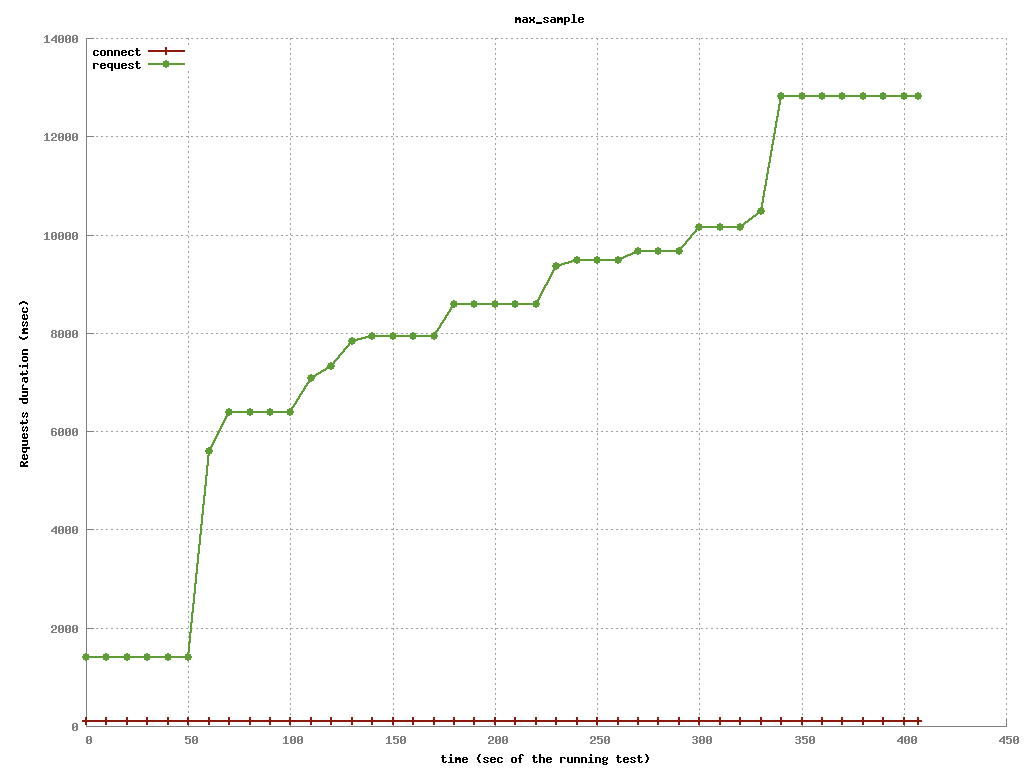 max_sample
14000
connect
request
12000
10000
8000
Requests duration (msec)
6000
4000
2000
0
0 50 100 150 200 250 300 350 400 450
time (sec of the running test)